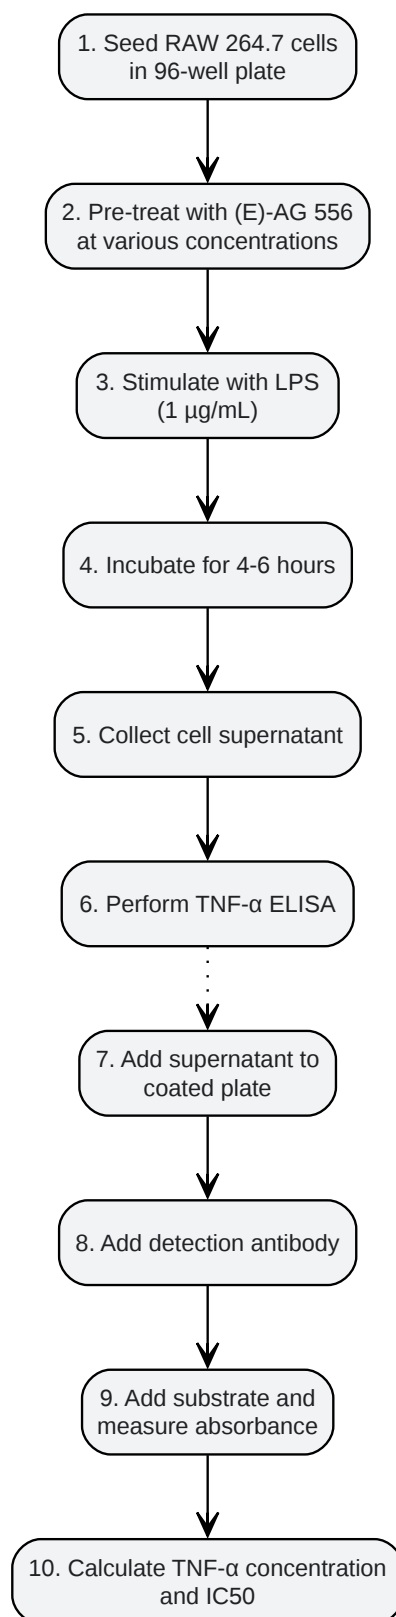 1. Seed RAW 264.7 cells
in 96-well plate
2. Pre-treat with (E)-AG 556
at various concentrations
3. Stimulate with LPS
(1 µg/mL)
4. Incubate for 4-6 hours
5. Collect cell supernatant
6. Perform TNF-α ELISA
7. Add supernatant to
coated plate
8. Add detection antibody
9. Add substrate and
measure absorbance
10. Calculate TNF-α concentration
and IC50